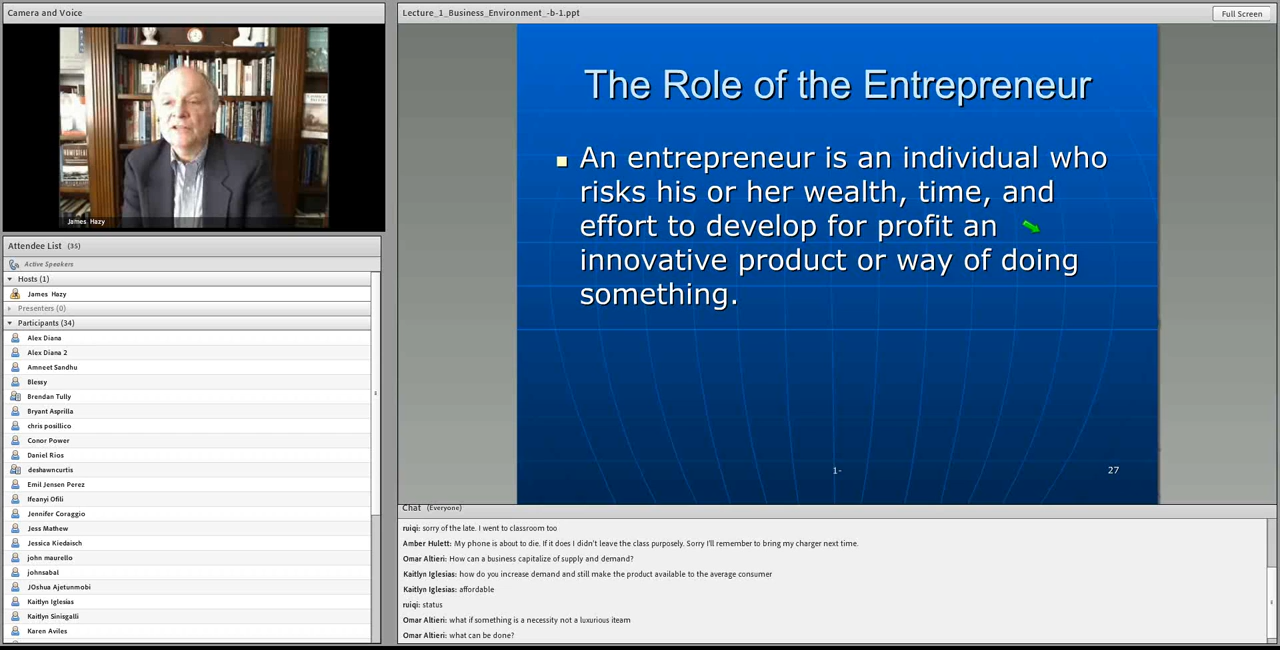 Camera and Voice
James Hazy
Attendee List (35)
Active Speakers
Hosts (1)
James Hazy
Presenters (0)
Participants (34)
Alex Diana
Alex Diana 2
Amneet Sandhu
Blessy
Brendan Tully
Bryant Asprilla
chris posillico
Conor Power
Daniel Rios
deshawncurtis
Emil Jensen Perez
Ifeanyi Ofili
Jennifer Coraggio
Jess Mathew
Jessica Kiedaisch
john maurello
johnsabal
JOshua Ajetunmobi
Kaitlyn Iglesias
Kaitlyn Sinisgalli
Karen Aviles
Lecture_1_Business_Environment_-b-1.ppt
Full Screen
The Role of the Entrepreneur
An entrepreneur is an individual who
risks his or her wealth, time, and
effort to develop for profit an
innovative product or way of doing
something.
1-
27
Chat (Everyone)
ruiqi: sorry of the late. I went to classroom too
Amber Hulett: My phone is about to die. If it does I didn't leave the class purposely. Sorry I'll remember to bring my charger next time.
Omar Altieri: How can a business capitalize of supply and demand?
Kaitlyn Iglesias: how do you increase demand and still make the product available to the average consumer
Kaitlyn Iglesias: affordable
ruiqi: status
Omar Altieri: what if something is a necessity not a luxurious iteam
Omar Altieri: what can be done?